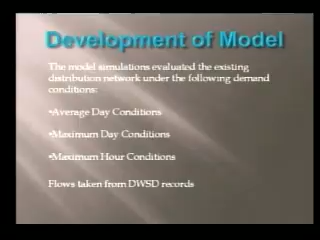 Development of Model
The model simulations evaluated the existing
distribution network under the following demand
conditions:
•Average Day Conditions
•Maximum Day Conditions
•Maximum Hour Conditions
Flows taken from DWSD records